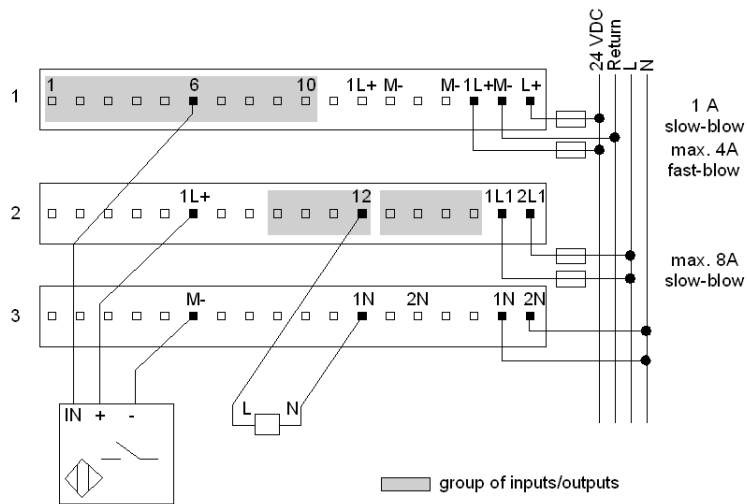 24 VDC
Return
L
N
1
1 6 10 1L+ M- M- 1L+ M- L+
1 A
slow-blow
max. 4A
fast-blow
2
1L+ 12 1L1 2L1
max. 8A
slow-blow
3
M- 1N 2N 1N 2N
IN + - L N
group of inputs/outputs